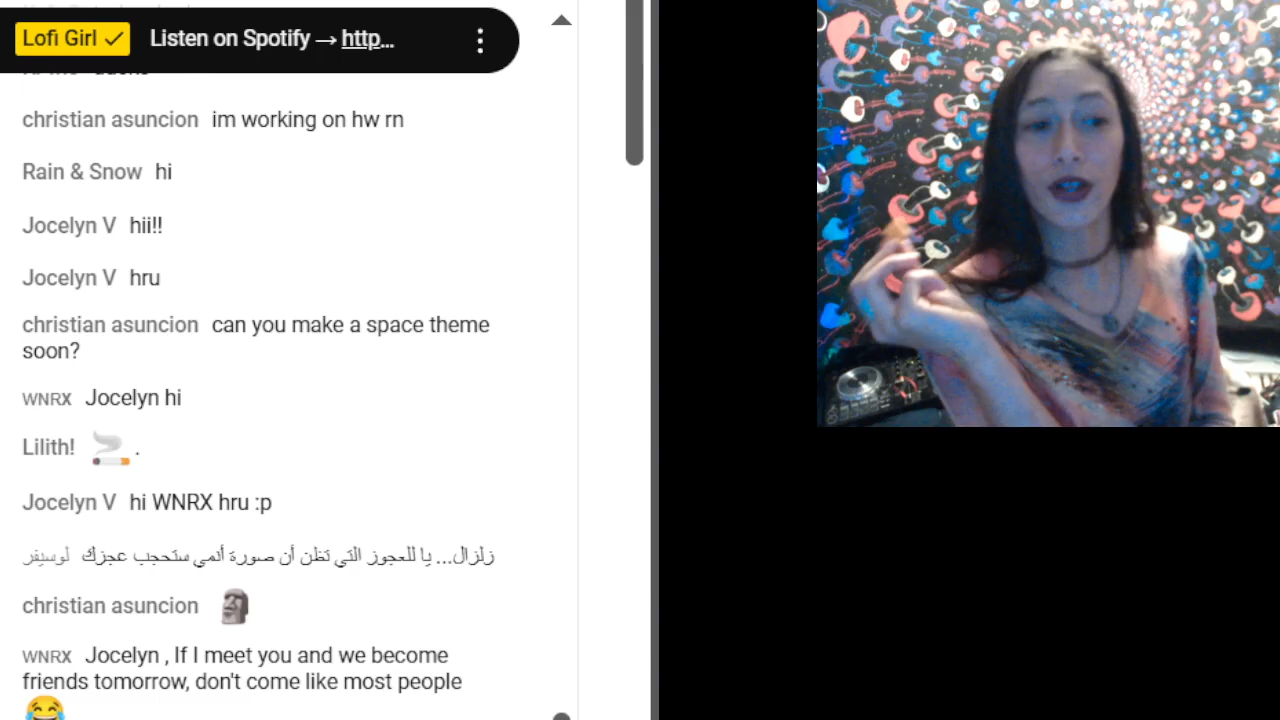 Lofi Girl ✓ Listen on Spotify → http...
christian asuncion im working on hw rn
Rain & Snow hi
Jocelyn V hii!!
Jocelyn V hru
christian asuncion can you make a space theme
soon?
WNRX Jocelyn hi
Lilith! 🚬 .
Jocelyn V hi WNRX hru :p
لوسيفر زلزال... يا للعجوز التي تظن أن صورة أنمي ستحجب عجزك
christian asuncion 🗿
WNRX Jocelyn , If I meet you and we become
friends tomorrow, don't come like most people
😂